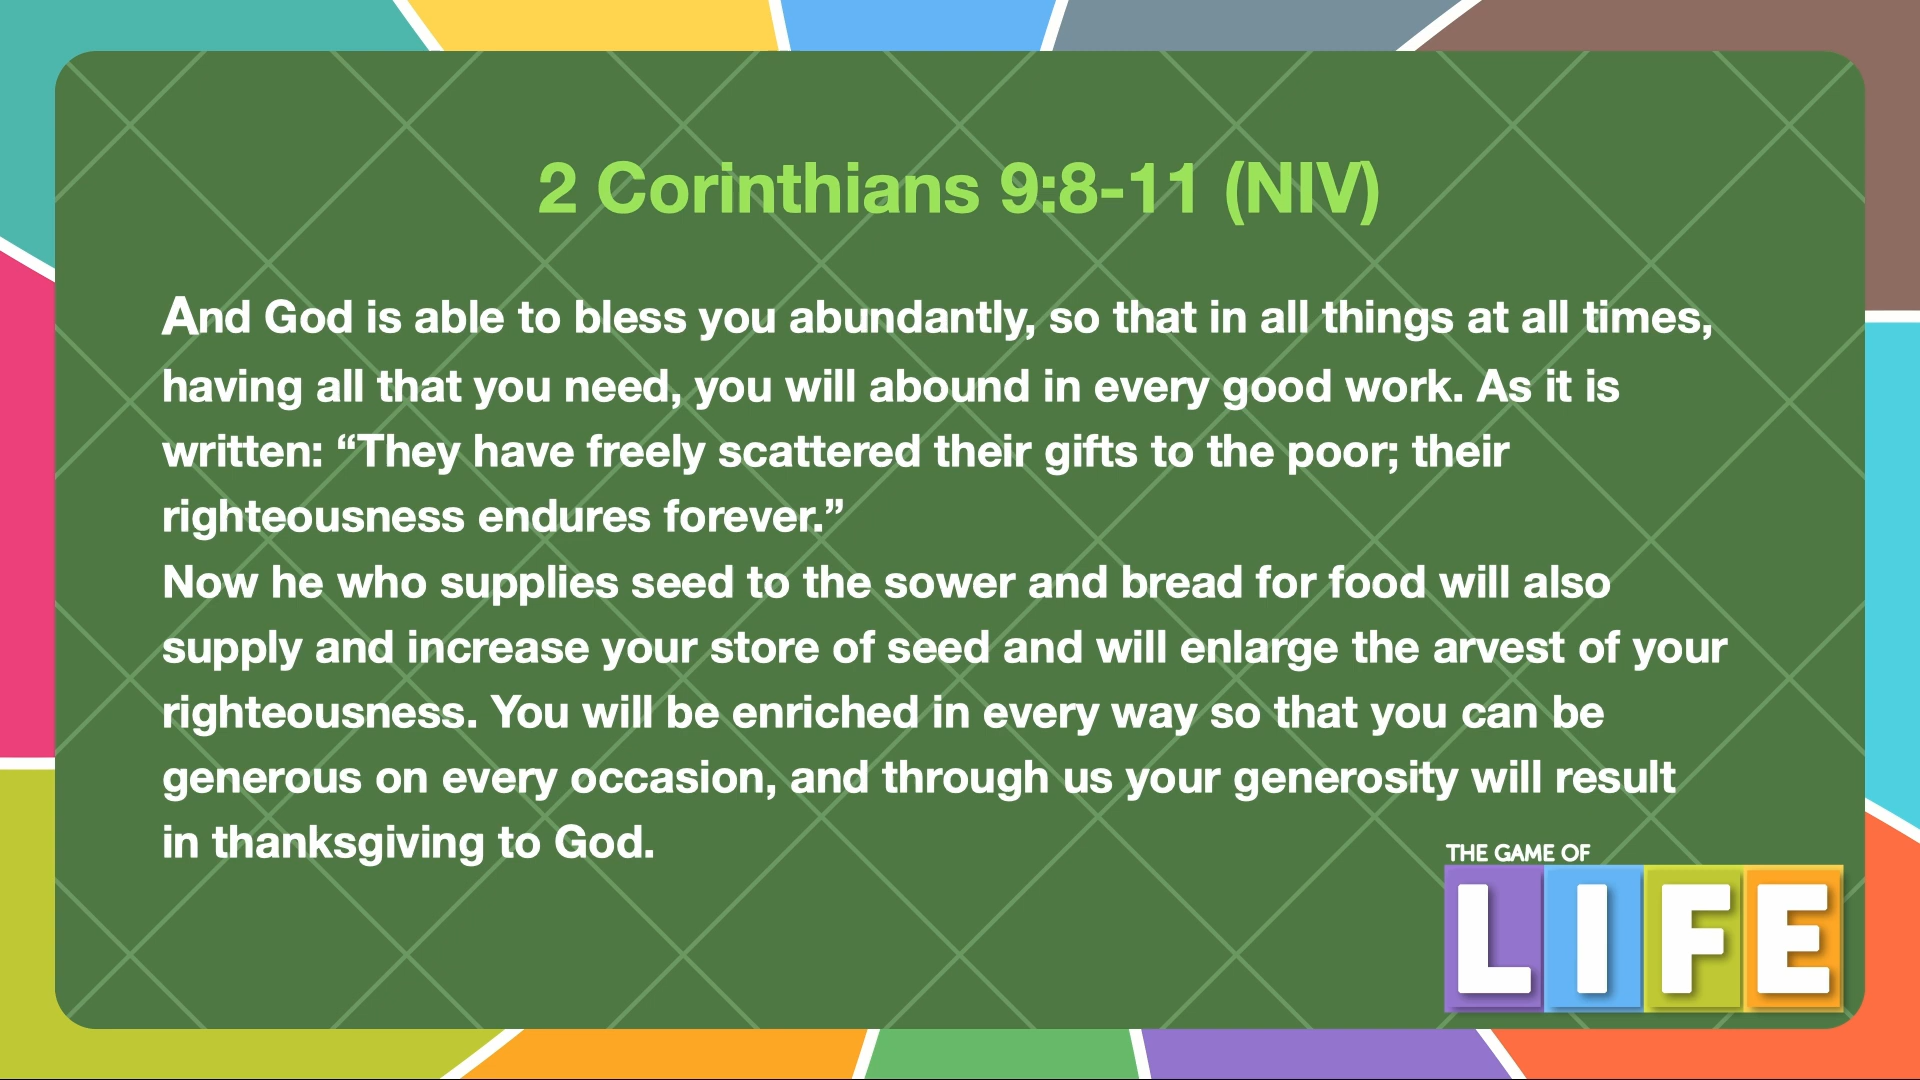 2 Corinthians 9:8-11 (NIV)
And God is able to bless you abundantly, so that in all things at all times,
having all that you need, you will abound in every good work. As it is
written: “They have freely scattered their gifts to the poor; their
righteousness endures forever.”
Now he who supplies seed to the sower and bread for food will also
supply and increase your store of seed and will enlarge the arvest of your
righteousness. You will be enriched in every way so that you can be
generous on every occasion, and through us your generosity will result
in thanksgiving to God.
THE GAME OF
LIFE